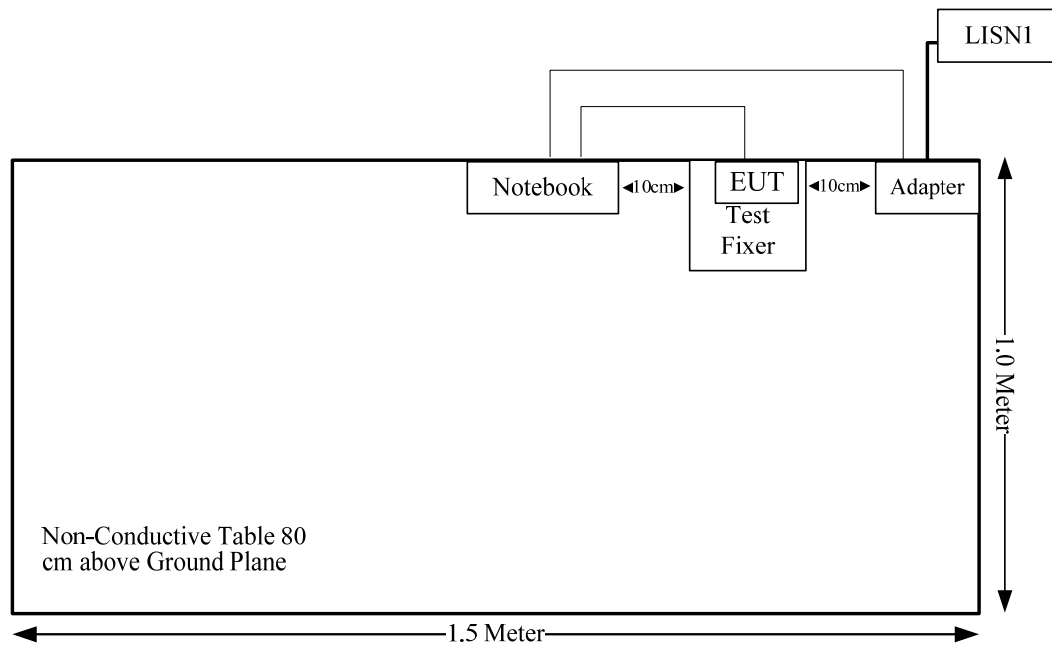 LISN1
Notebook
10cm
EUT
10cm
Adapter
Test
Fixer
1.0 Meter
Non-Conductive Table 80
cm above Ground Plane
1.5 Meter